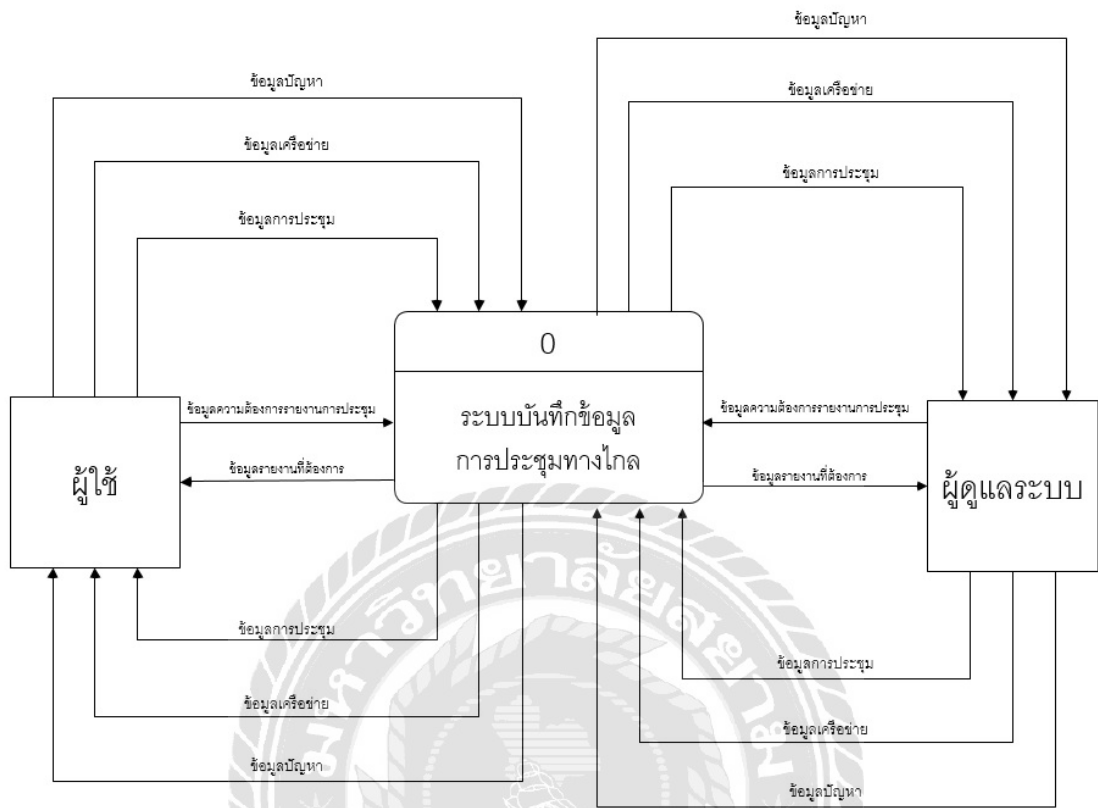 ข้อมูลปัญหา
ข้อมูลปัญหา
ข้อมูลเครือข่าย
ข้อมูลเครือข่าย
ข้อมูลการประชุม
ข้อมูลการประชุม
0
ข้อมูลความต้องการรายงานการประชุม
ระบบบันทึกข้อมูล
การประชุมทางไกล
ข้อมูลความต้องการรายงานการประชุม
ผู้ใช้
ข้อมูลรายงานที่ต้องการ
ข้อมูลรายงานที่ต้องการ
ผู้ดูแลระบบ
มหาวิทยาลัยสยาม
ข้อมูลการประชุม
ข้อมูลการประชุม
ข้อมูลเครือข่าย
ข้อมูลเครือข่าย
ข้อมูลปัญหา
ข้อมูลปัญหา